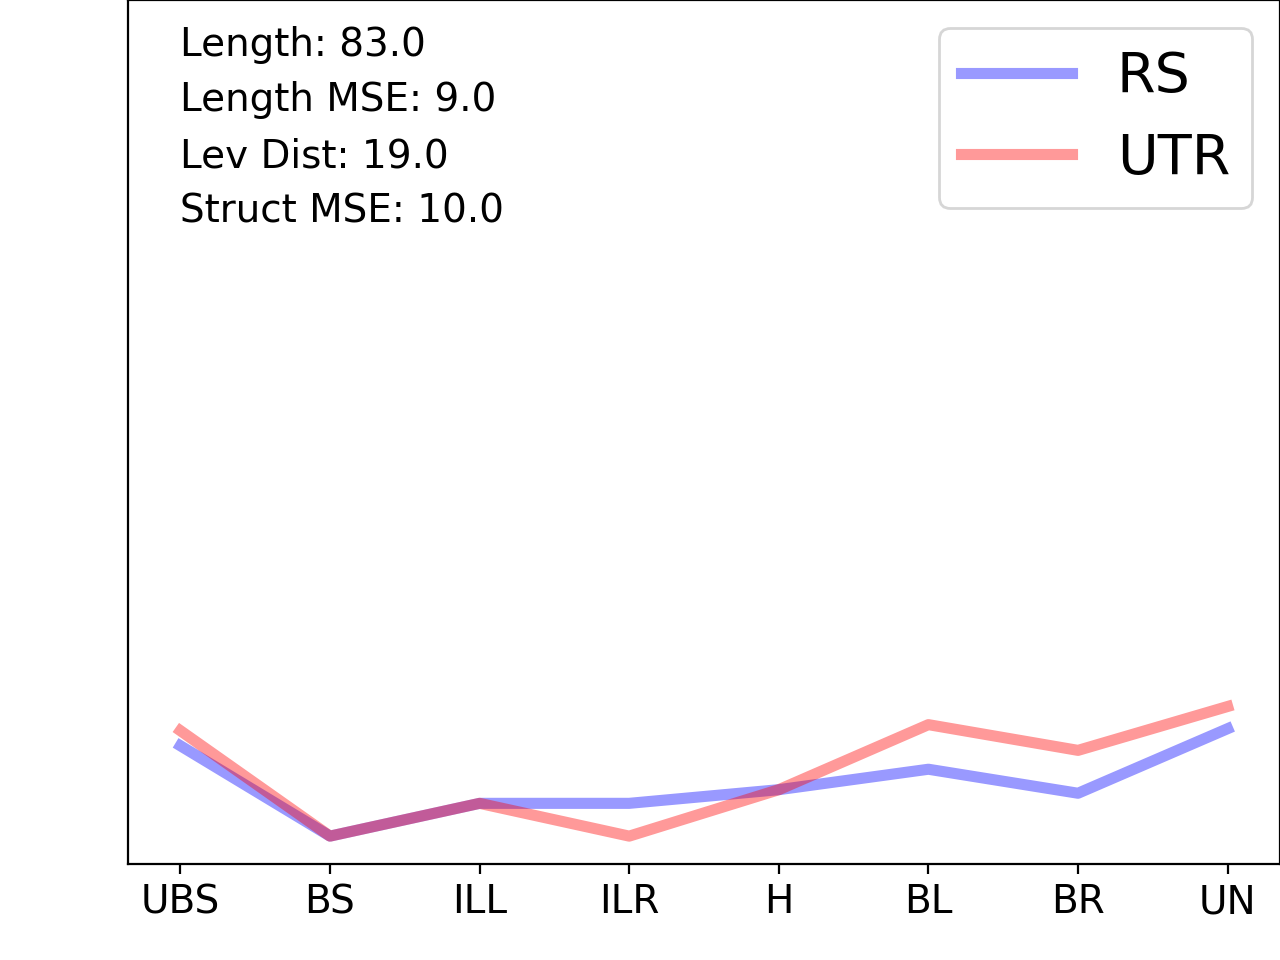 Length: 83.0
Length MSE: 9.0
Lev Dist: 19.0
Struct MSE: 10.0
RS
UTR
UBS BS ILL ILR H BL BR UN